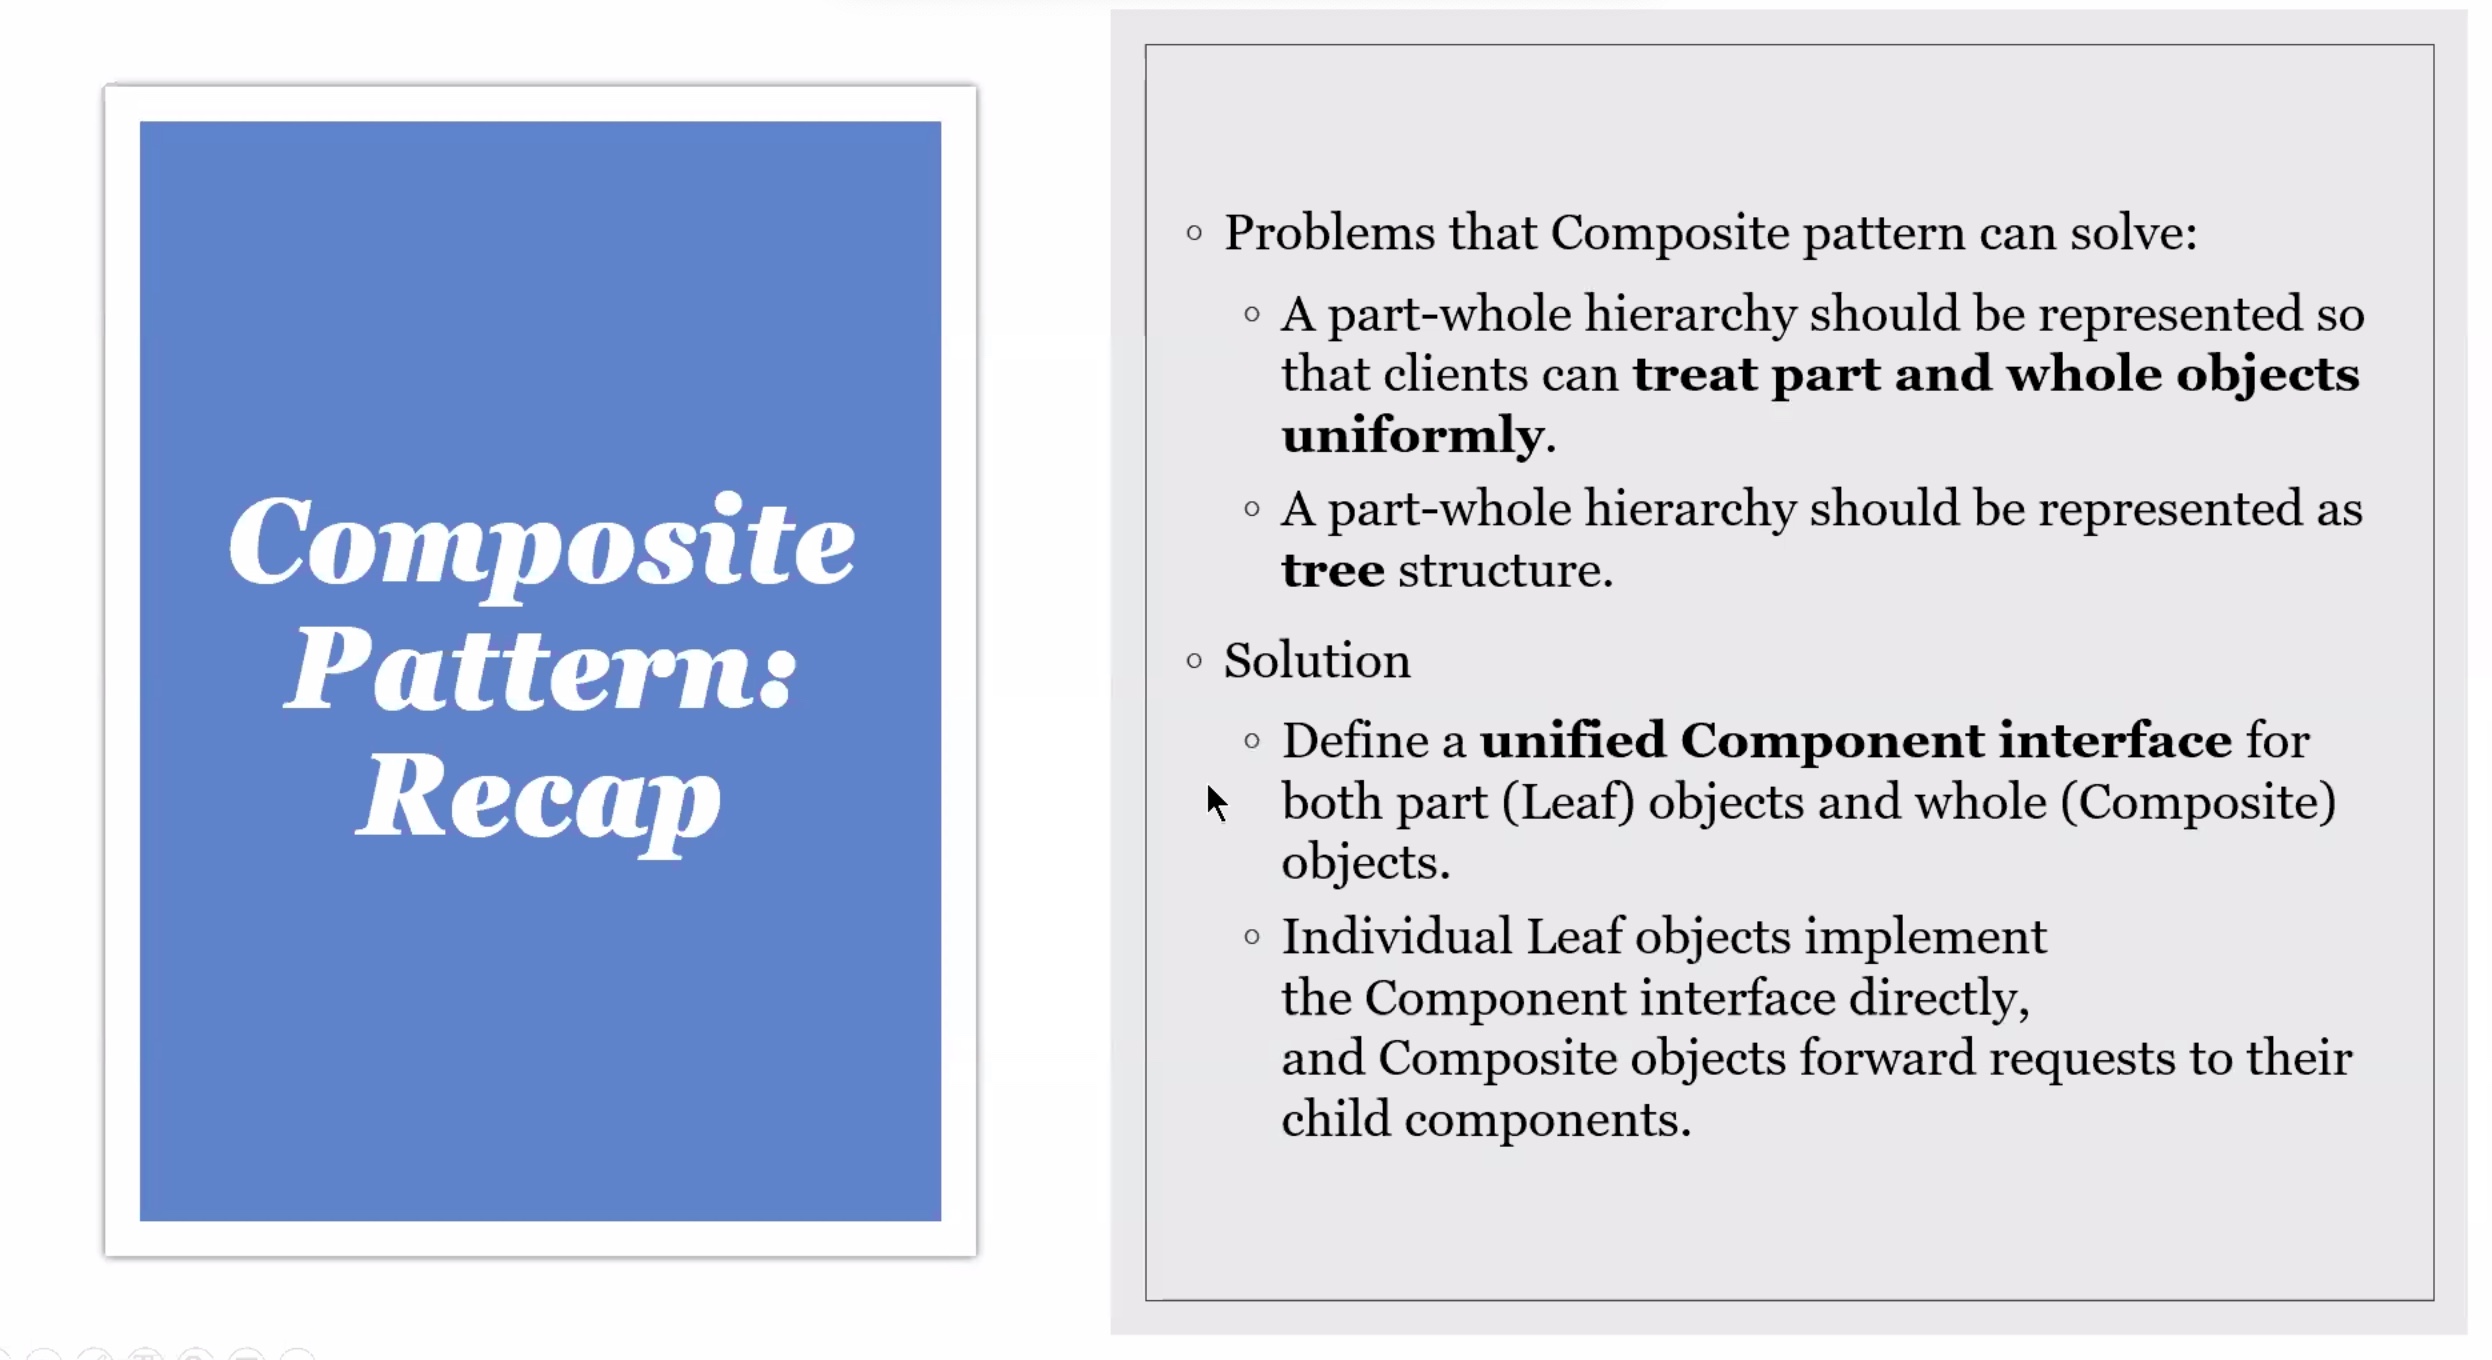 Composite
Pattern:
Recap
Problems that Composite pattern can solve:
A part-whole hierarchy should be represented so
that clients can treat part and whole objects
uniformly.
A part-whole hierarchy should be represented as
tree structure.
Solution
Define a unified Component interface for
both part (Leaf) objects and whole (Composite)
objects.
Individual Leaf objects implement
the Component interface directly,
and Composite objects forward requests to their
child components.